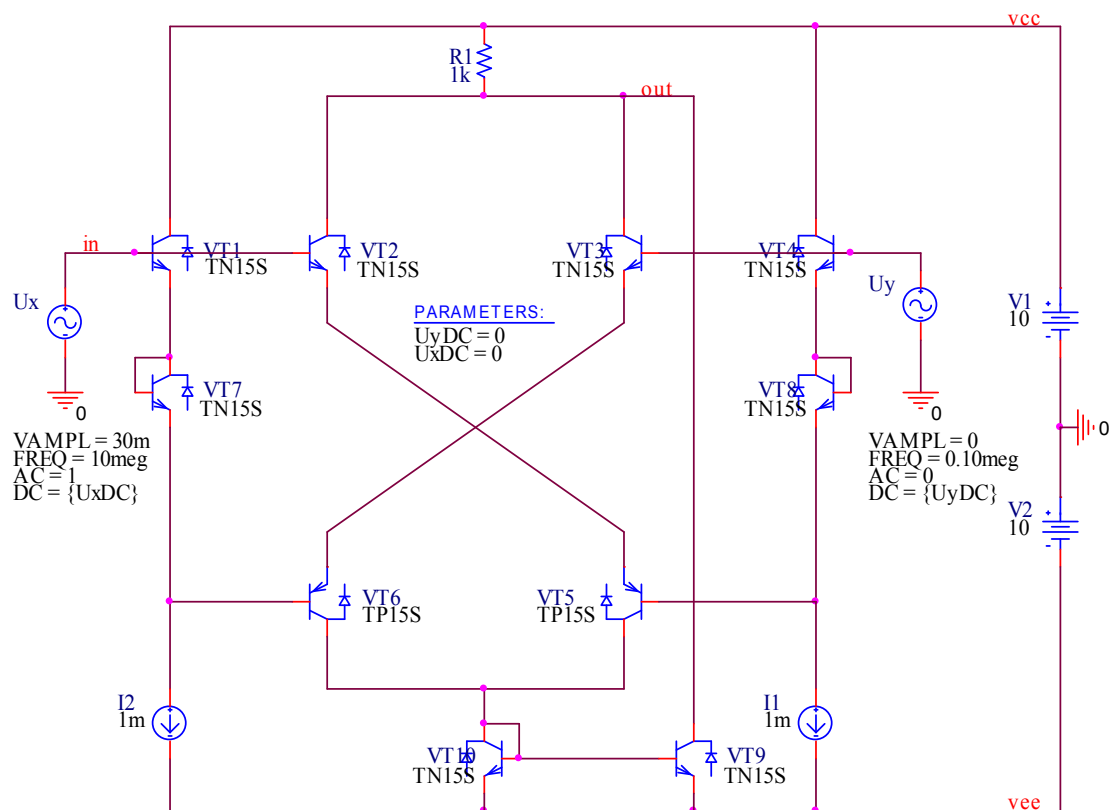 vcc
R1
1k
out
in
VT1
TN15S
VT2
TN15S
VT3
TN15S
VT4
TN15S
Ux
Uy
PARAMETERS:
UyDC = 0
UxDC = 0
V1
10
VT7
TN15S
VT8
TN15S
0
0
0
VAMPL = 30m
FREQ = 10meg
AC = 1
DC = {UxDC}
VAMPL = 0
FREQ = 0.10meg
AC = 0
DC = {UyDC}
V2
10
VT6
TP15S
VT5
TP15S
I2
1m
I1
1m
VT10
TN15S
VT9
TN15S
vee